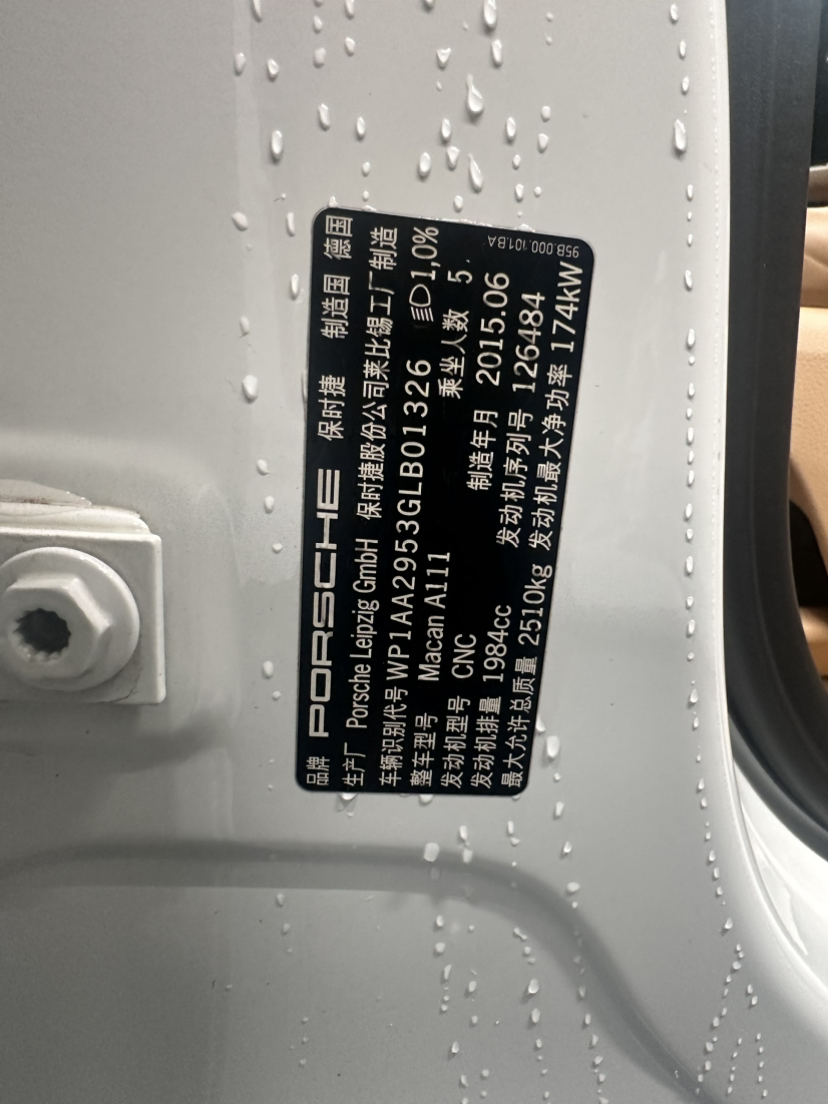 品牌 PORSCHE 保时捷 制造国 德国
生产厂 Porsche Leipzig GmbH 保时捷股份公司莱比锡工厂制造
车辆识别代号 WP1AA2953GLB01326 1,0%
整车型号 Macan A111 乘坐人数 5
发动机型号 CNC 制造年月 2015.06
发动机排量 1984cc 发动机序列号 126484
最大允许总质量 2510kg 发动机最大净功率 174kW
95B.000.101.BA